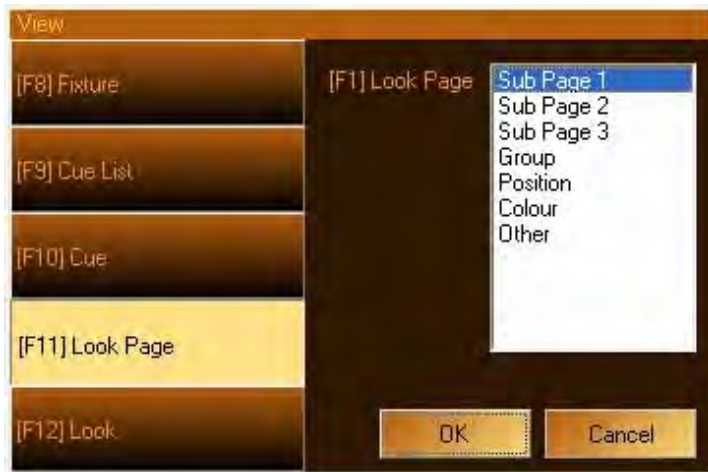 View
[F8] Fixture
[F9] Cue List
[F10] Cue
[F11] Look Page
[F12] Look
[F1] Look Page
Sub Page 1
Sub Page 2
Sub Page 3
Group
Position
Colour
Other
OK
Cancel